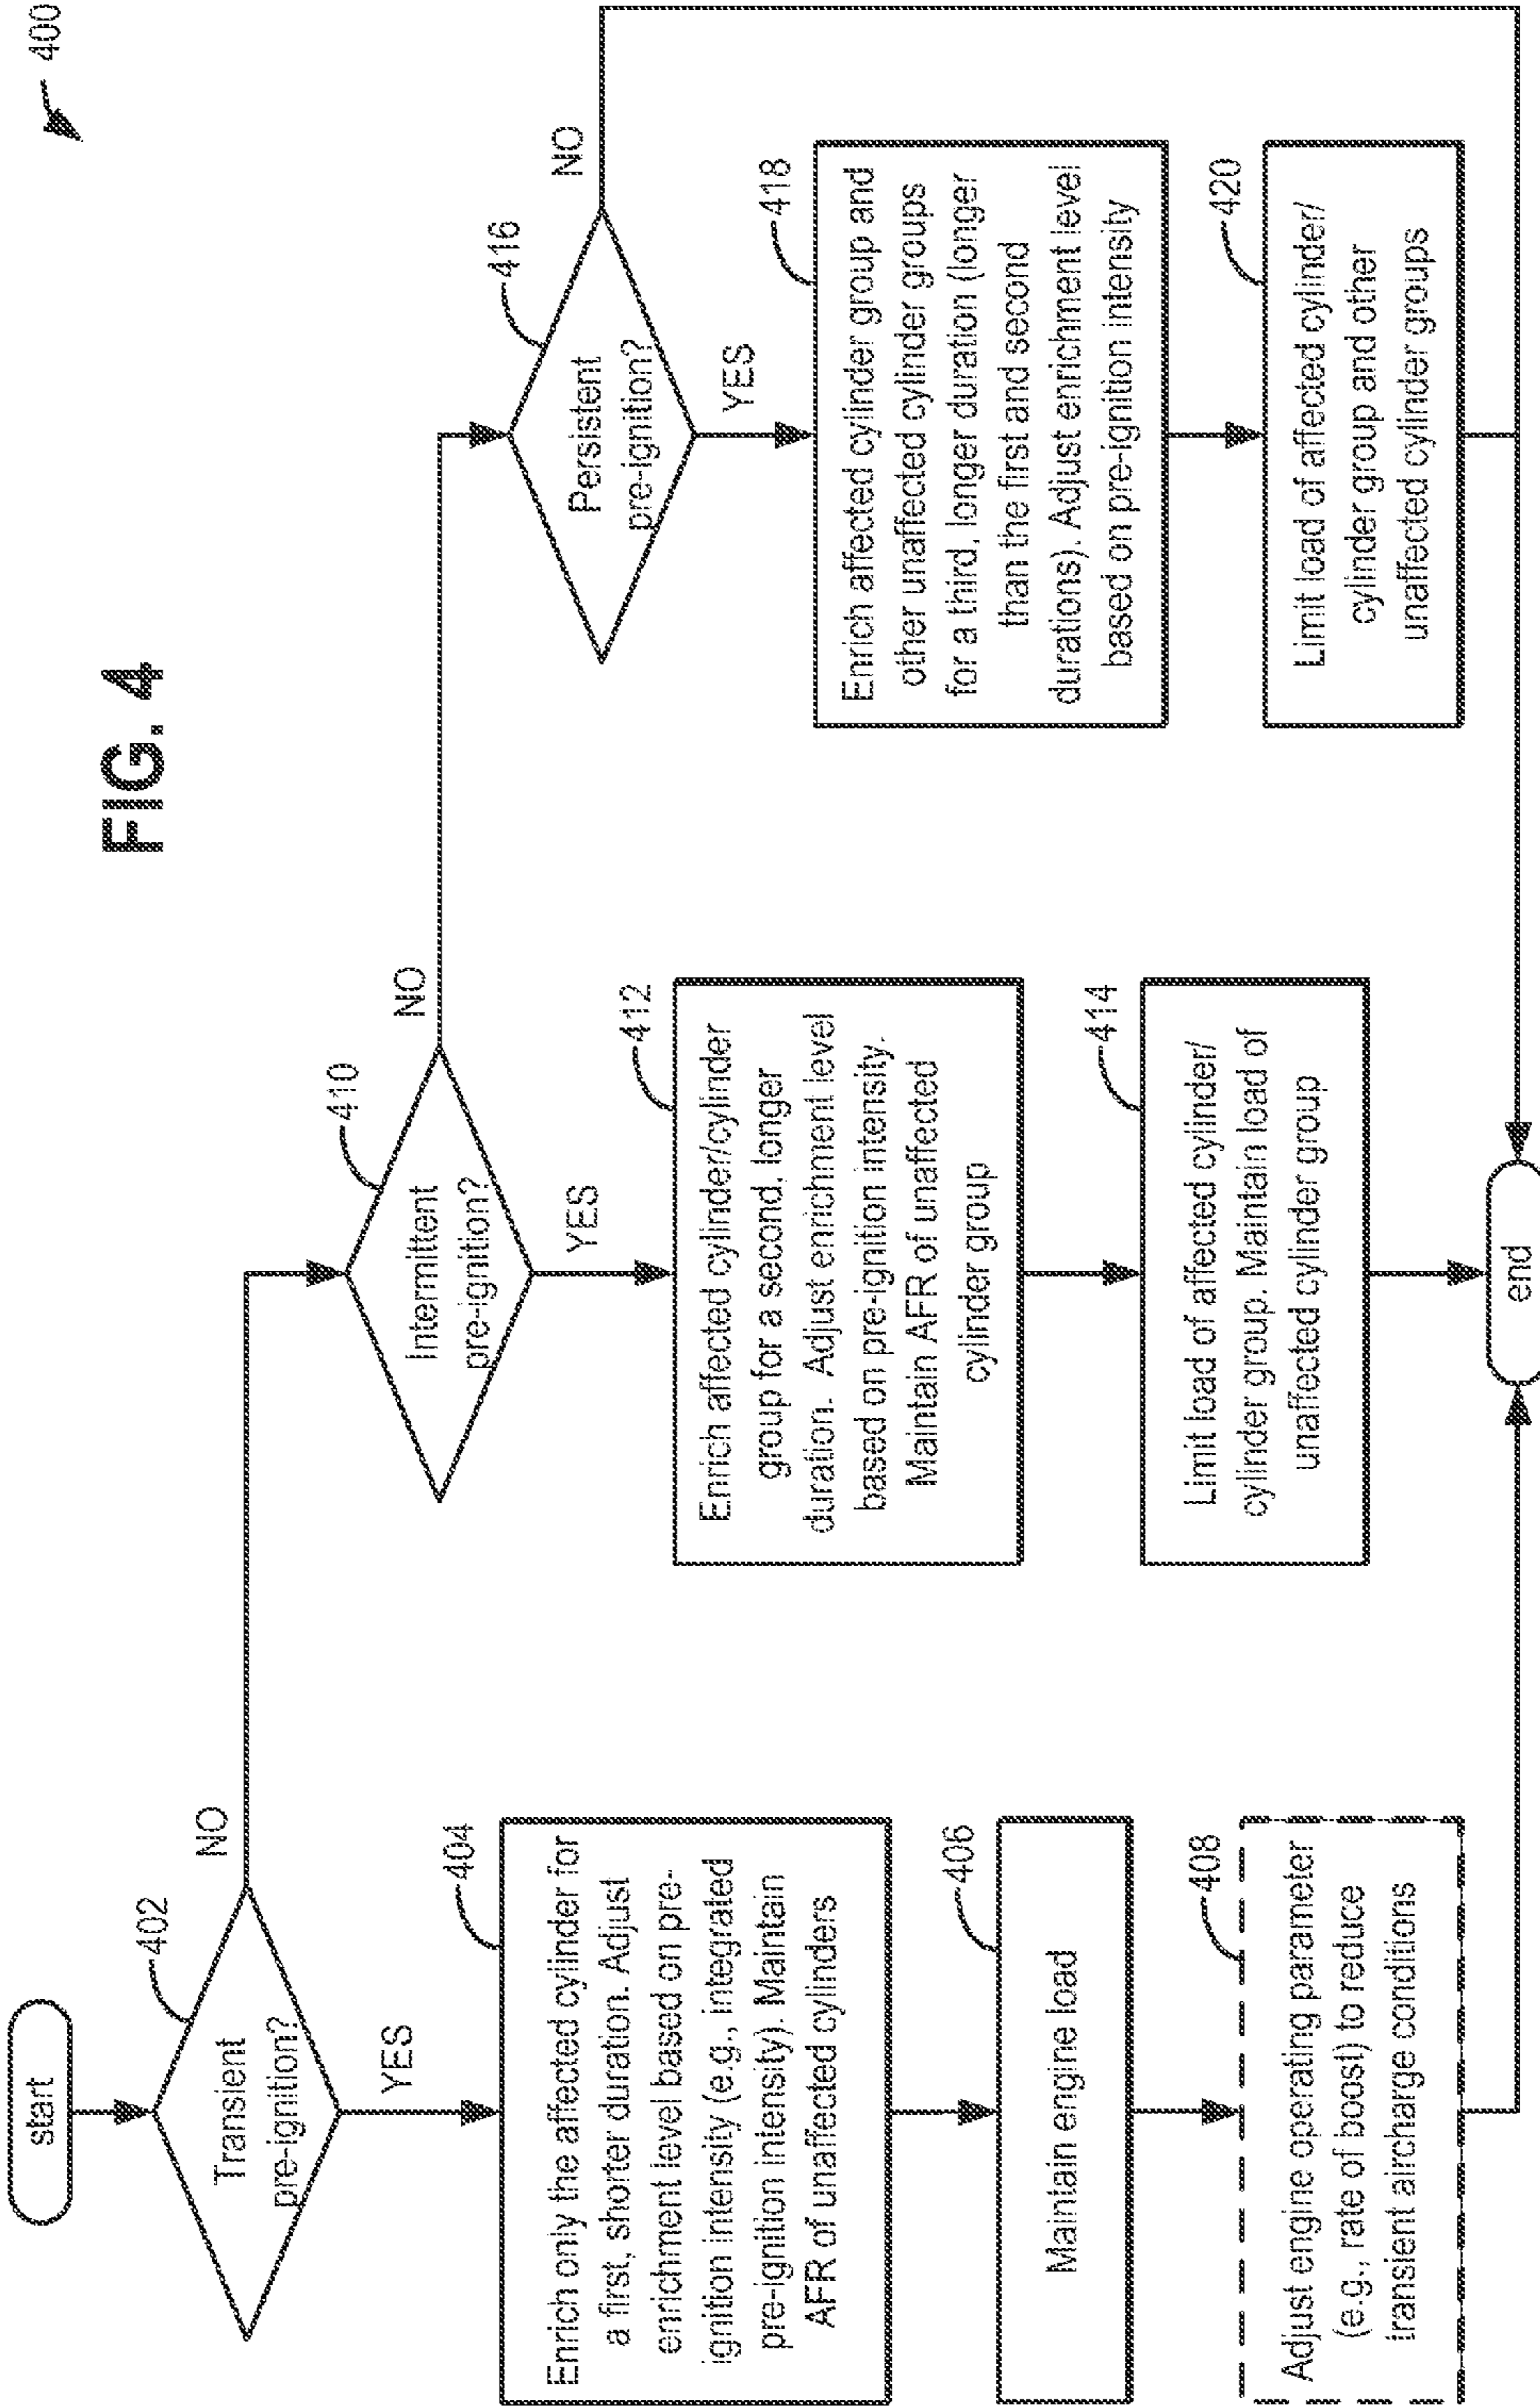 FIG. 4
400
start
402
Transient
pre-ignition?
NO
YES
404
Enrich only the affected cylinder for
a first, shorter duration. Adjust
enrichment level based on pre-
ignition intensity (e.g., integrated
pre-ignition intensity). Maintain
AFR of unaffected cylinders
406
Maintain engine load
408
Adjust engine operating parameter
(e.g., rate of boost) to reduce
transient aircharge conditions
410
Intermittent
pre-ignition?
NO
YES
412
Enrich affected cylinder/cylinder
group for a second, longer
duration. Adjust enrichment level
based on pre-ignition intensity.
Maintain AFR of unaffected
cylinder group
414
Limit load of affected cylinder/
cylinder group. Maintain load of
unaffected cylinder group
416
Persistent
pre-ignition?
NO
YES
418
Enrich affected cylinder group and
other unaffected cylinder groups
for a third, longer duration (longer
than the first and second
durations). Adjust enrichment level
based on pre-ignition intensity
420
Limit load of affected cylinder/
cylinder group and other
unaffected cylinder groups
end